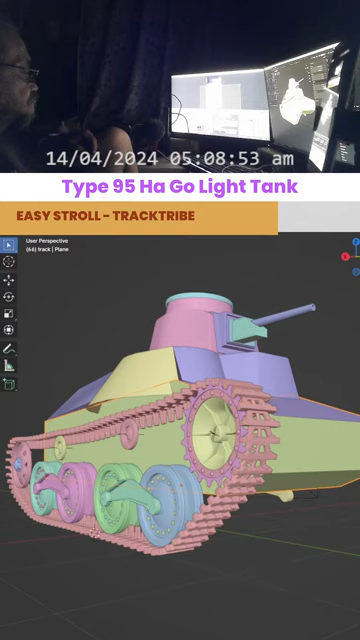 14/04/2024 05:08:53 am
Type 95 Ha Go Light Tank
EASY STROLL - TRACKTRIBE
User Perspective
(66) track | Plane